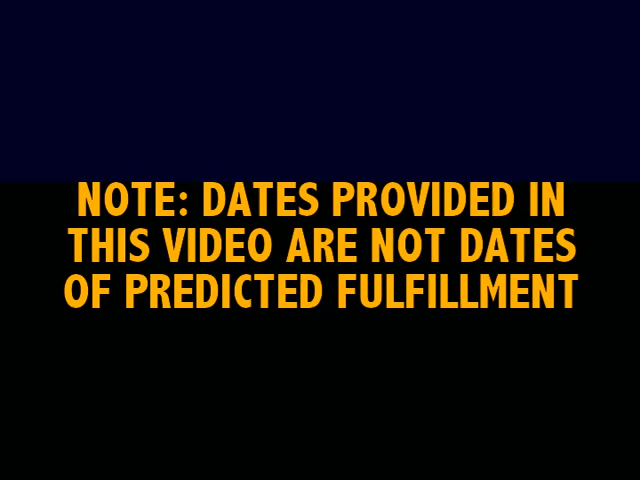 NOTE: DATES PROVIDED IN
THIS VIDEO ARE NOT DATES
OF PREDICTED FULFILLMENT